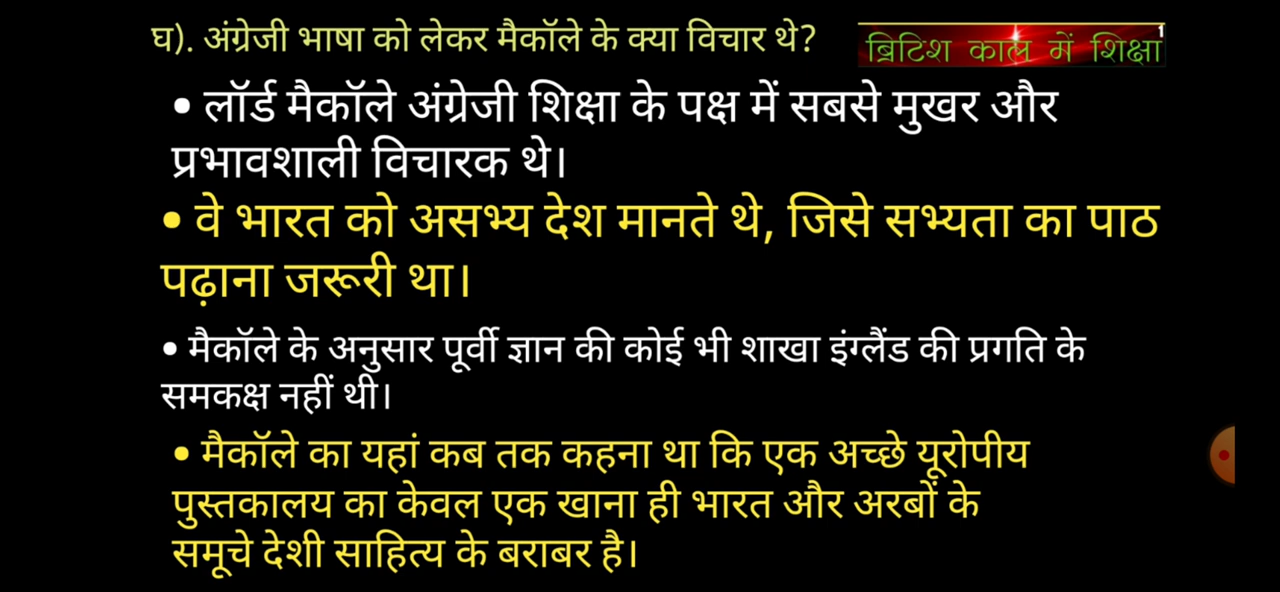 घ). अंग्रेजी भाषा को लेकर मैकॉले के क्या विचार थे?
ब्रिटिश काल में शिक्षा 1
• लॉर्ड मैकॉले अंग्रेजी शिक्षा के पक्ष में सबसे मुखर और
प्रभावशाली विचारक थे।
• वे भारत को असभ्य देश मानते थे, जिसे सभ्यता का पाठ
पढ़ाना जरूरी था।
• मैकॉले के अनुसार पूर्वी ज्ञान की कोई भी शाखा इंग्लैंड की प्रगति के
समकक्ष नहीं थी।
• मैकॉले का यहां कब तक कहना था कि एक अच्छे यूरोपीय
पुस्तकालय का केवल एक खाना ही भारत और अरबों के
समूचे देशी साहित्य के बराबर है।